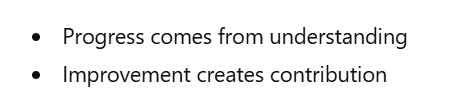 • Progress comes from understanding
• Improvement creates contribution